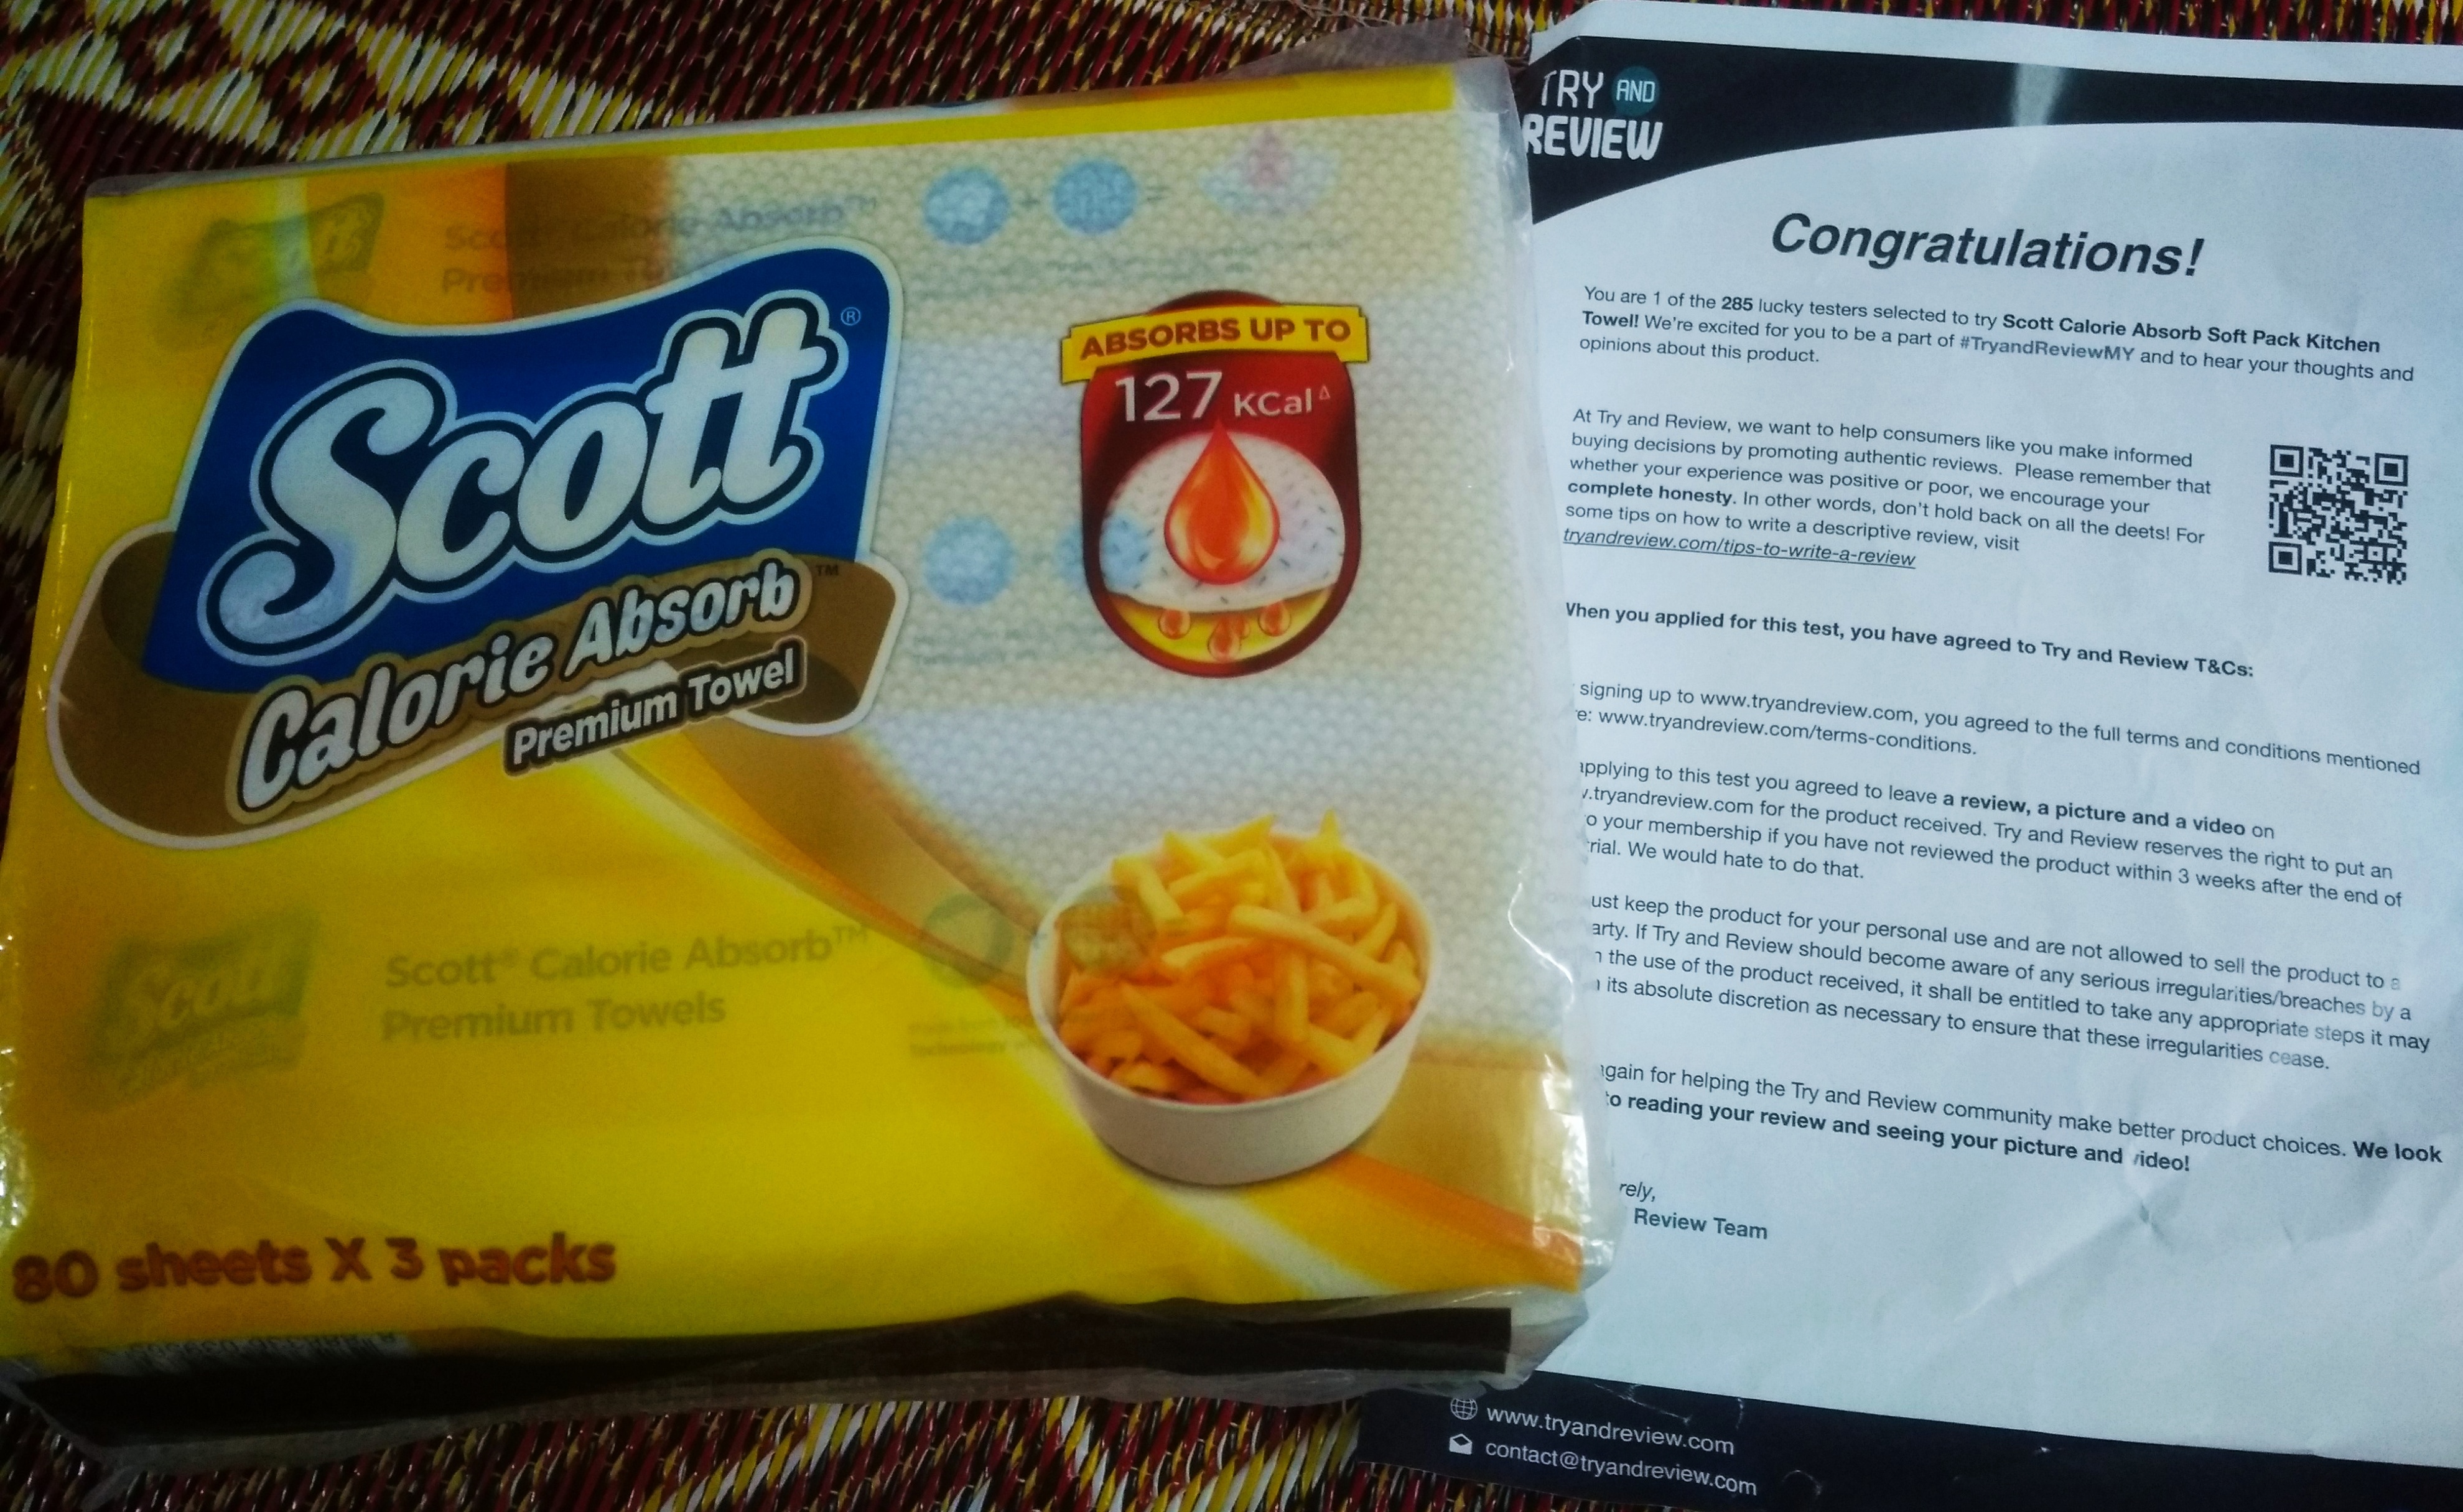 Scott®
Calorie Absorb™
Premium Towel
ABSORBS UP TO
127 KCal△
Scott Calorie Absorb™
Scott® Calorie Absorb™
Premium Towels
80 sheets X 3 packs
TRY AND
REVIEW
Congratulations!
You are 1 of the 285 lucky testers selected to try Scott Calorie Absorb Soft Pack Kitchen
Towel! We're excited for you to be a part of #TryandReviewMY and to hear your thoughts and
opinions about this product.
At Try and Review, we want to help consumers like you make informed
buying decisions by promoting authentic reviews. Please remember that
whether your experience was positive or poor, we encourage your
complete honesty. In other words, don't hold back on all the deets! For
some tips on how to write a descriptive review, visit
tryandreview.com/tips-to-write-a-review
When you applied for this test, you have agreed to Try and Review T&Cs:
signing up to www.tryandreview.com, you agreed to the full terms and conditions mentioned
e: www.tryandreview.com/terms-conditions.
applying to this test you agreed to leave a review, a picture and a video on
.tryandreview.com for the product received. Try and Review reserves the right to put an
o your membership if you have not reviewed the product within 3 weeks after the end of
rial. We would hate to do that.
ust keep the product for your personal use and are not allowed to sell the product to a
arty. If Try and Review should become aware of any serious irregularities/breaches by a
the use of the product received, it shall be entitled to take any appropriate steps it may
its absolute discretion as necessary to ensure that these irregularities cease.
gain for helping the Try and Review community make better product choices. We look
to reading your review and seeing your picture and video!
rely,
Review Team
www.tryandreview.com
contact@tryandreview.com